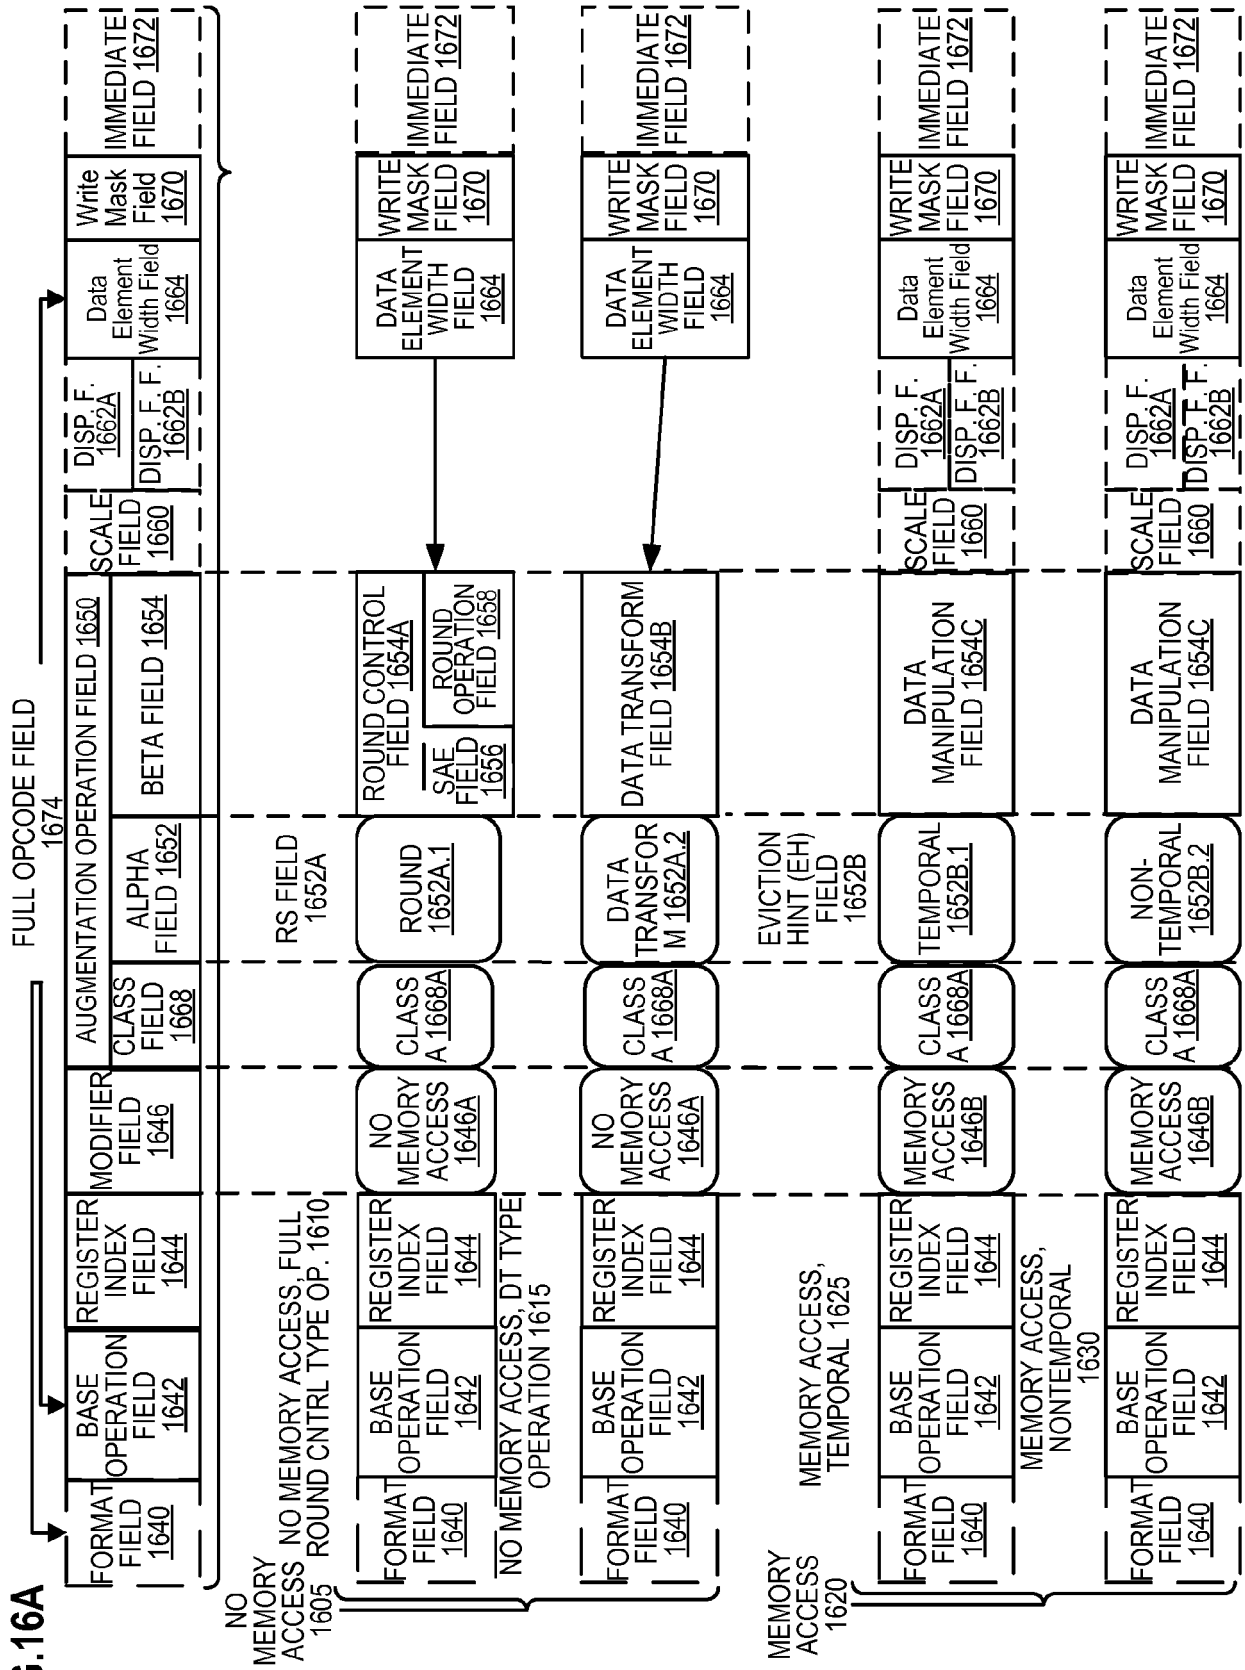 G.16A
FULL OPCODE FIELD
1674
FORMAT
FIELD
1640
BASE
OPERATION
FIELD
1642
REGISTER
INDEX
FIELD
1644
MODIFIER
FIELD
1646
AUGMENTATION OPERATION FIELD 1650
CLASS
FIELD
1668
ALPHA
FIELD 1652
BETA FIELD 1654
SCALE
FIELD
1660
DISP. F.
1662A
DISP. F. F.
1662B
Data
Element
Width Field
1664
Write
Mask
Field
1670
IMMEDIATE
FIELD 1672
NO
MEMORY
ACCESS
1605
NO MEMORY ACCESS, FULL
ROUND CNTRL TYPE OP. 1610
RS FIELD
1652A
FORMAT
FIELD
1640
BASE
OPERATION
FIELD
1642
REGISTER
INDEX
FIELD
1644
NO
MEMORY
ACCESS
1646A
CLASS
A 1668A
ROUND
1652A.1
ROUND CONTROL
FIELD 1654A
SAE
FIELD
1656
ROUND
OPERATION
FIELD 1658
DATA
ELEMENT
WIDTH
FIELD
1664
WRITE
MASK
FIELD
1670
IMMEDIATE
FIELD 1672
NO MEMORY ACCESS, DT TYPE
OPERATION 1615
FORMAT
FIELD
1640
BASE
OPERATION
FIELD
1642
REGISTER
INDEX
FIELD
1644
NO
MEMORY
ACCESS
1646A
CLASS
A 1668A
DATA
TRANSFOR
M 1652A.2
DATA TRANSFORM
FIELD 1654B
DATA
ELEMENT
WIDTH
FIELD
1664
WRITE
MASK
FIELD
1670
IMMEDIATE
FIELD 1672
MEMORY
ACCESS
1620
MEMORY ACCESS,
TEMPORAL 1625
EVICTION
HINT (EH)
FIELD
1652B
FORMAT
FIELD
1640
BASE
OPERATION
FIELD
1642
REGISTER
INDEX
FIELD
1644
MEMORY
ACCESS
1646B
CLASS
A 1668A
TEMPORAL
1652B.1
DATA
MANIPULATION
FIELD 1654C
SCALE
FIELD
1660
DISP. F.
1662A
DISP. F. F.
1662B
Data
Element
Width Field
1664
WRITE
MASK
FIELD
1670
IMMEDIATE
FIELD 1672
MEMORY ACCESS,
NONTEMPORAL
1630
FORMAT
FIELD
1640
BASE
OPERATION
FIELD
1642
REGISTER
INDEX
FIELD
1644
MEMORY
ACCESS
1646B
CLASS
A 1668A
NON-
TEMPORAL
1652B.2
DATA
MANIPULATION
FIELD 1654C
SCALE
FIELD
1660
DISP. F.
1662A
DISP. F. F.
1662B
Data
Element
Width Field
1664
WRITE
MASK
FIELD
1670
IMMEDIATE
FIELD 1672